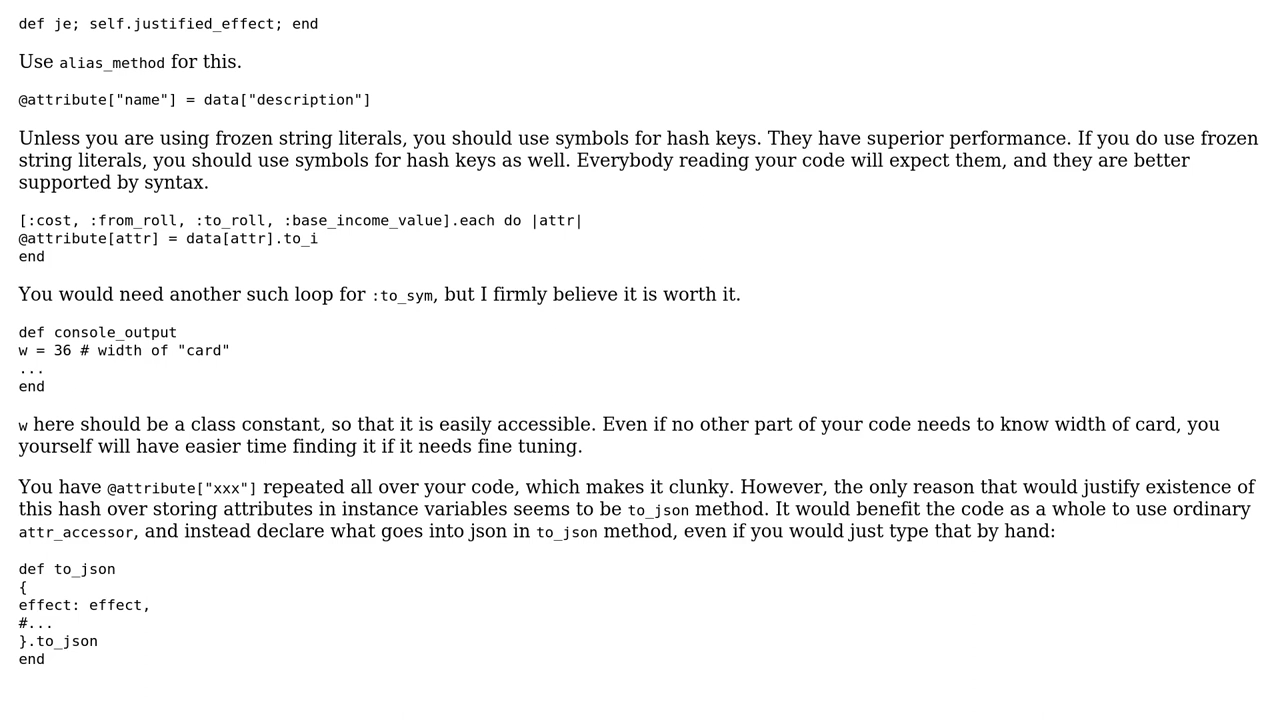 def je; self.justified_effect; end
Use alias_method for this.
@attribute["name"] = data["description"]
Unless you are using frozen string literals, you should use symbols for hash keys. They have superior performance. If you do use frozen
string literals, you should use symbols for hash keys as well. Everybody reading your code will expect them, and they are better
supported by syntax.
[:cost, :from_roll, :to_roll, :base_income_value].each do |attr|
@attribute[attr] = data[attr].to_i
end
You would need another such loop for :to_sym, but I firmly believe it is worth it.
def console_output
w = 36 # width of "card"
...
end
w here should be a class constant, so that it is easily accessible. Even if no other part of your code needs to know width of card, you
yourself will have easier time finding it if it needs fine tuning.
You have @attribute["xxx"] repeated all over your code, which makes it clunky. However, the only reason that would justify existence of
this hash over storing attributes in instance variables seems to be to_json method. It would benefit the code as a whole to use ordinary
attr_accessor, and instead declare what goes into json in to_json method, even if you would just type that by hand:
def to_json
{
effect: effect,
#...
}.to_json
end